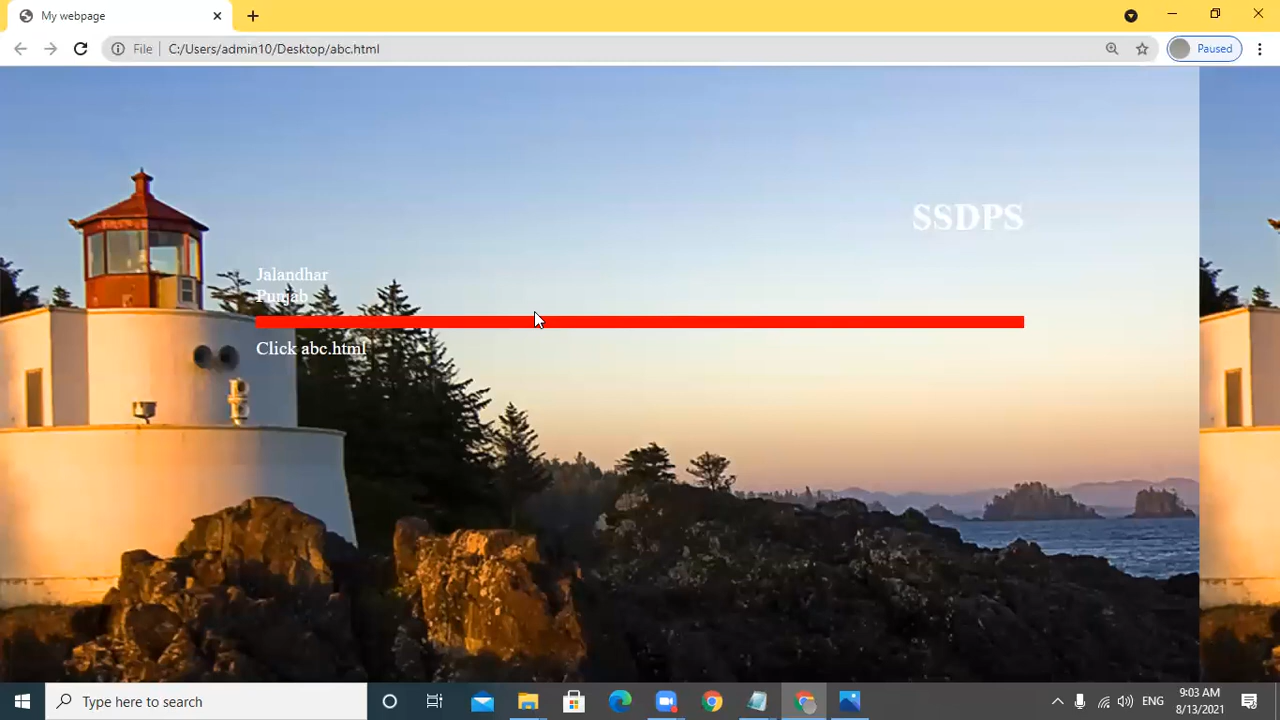 My webpage
File
C:/Users/admin10/Desktop/abc.html
Paused
SSDPS
Jalandhar
Punjab
Click abc.html
Type here to search
ENG
9:03 AM
8/13/2021